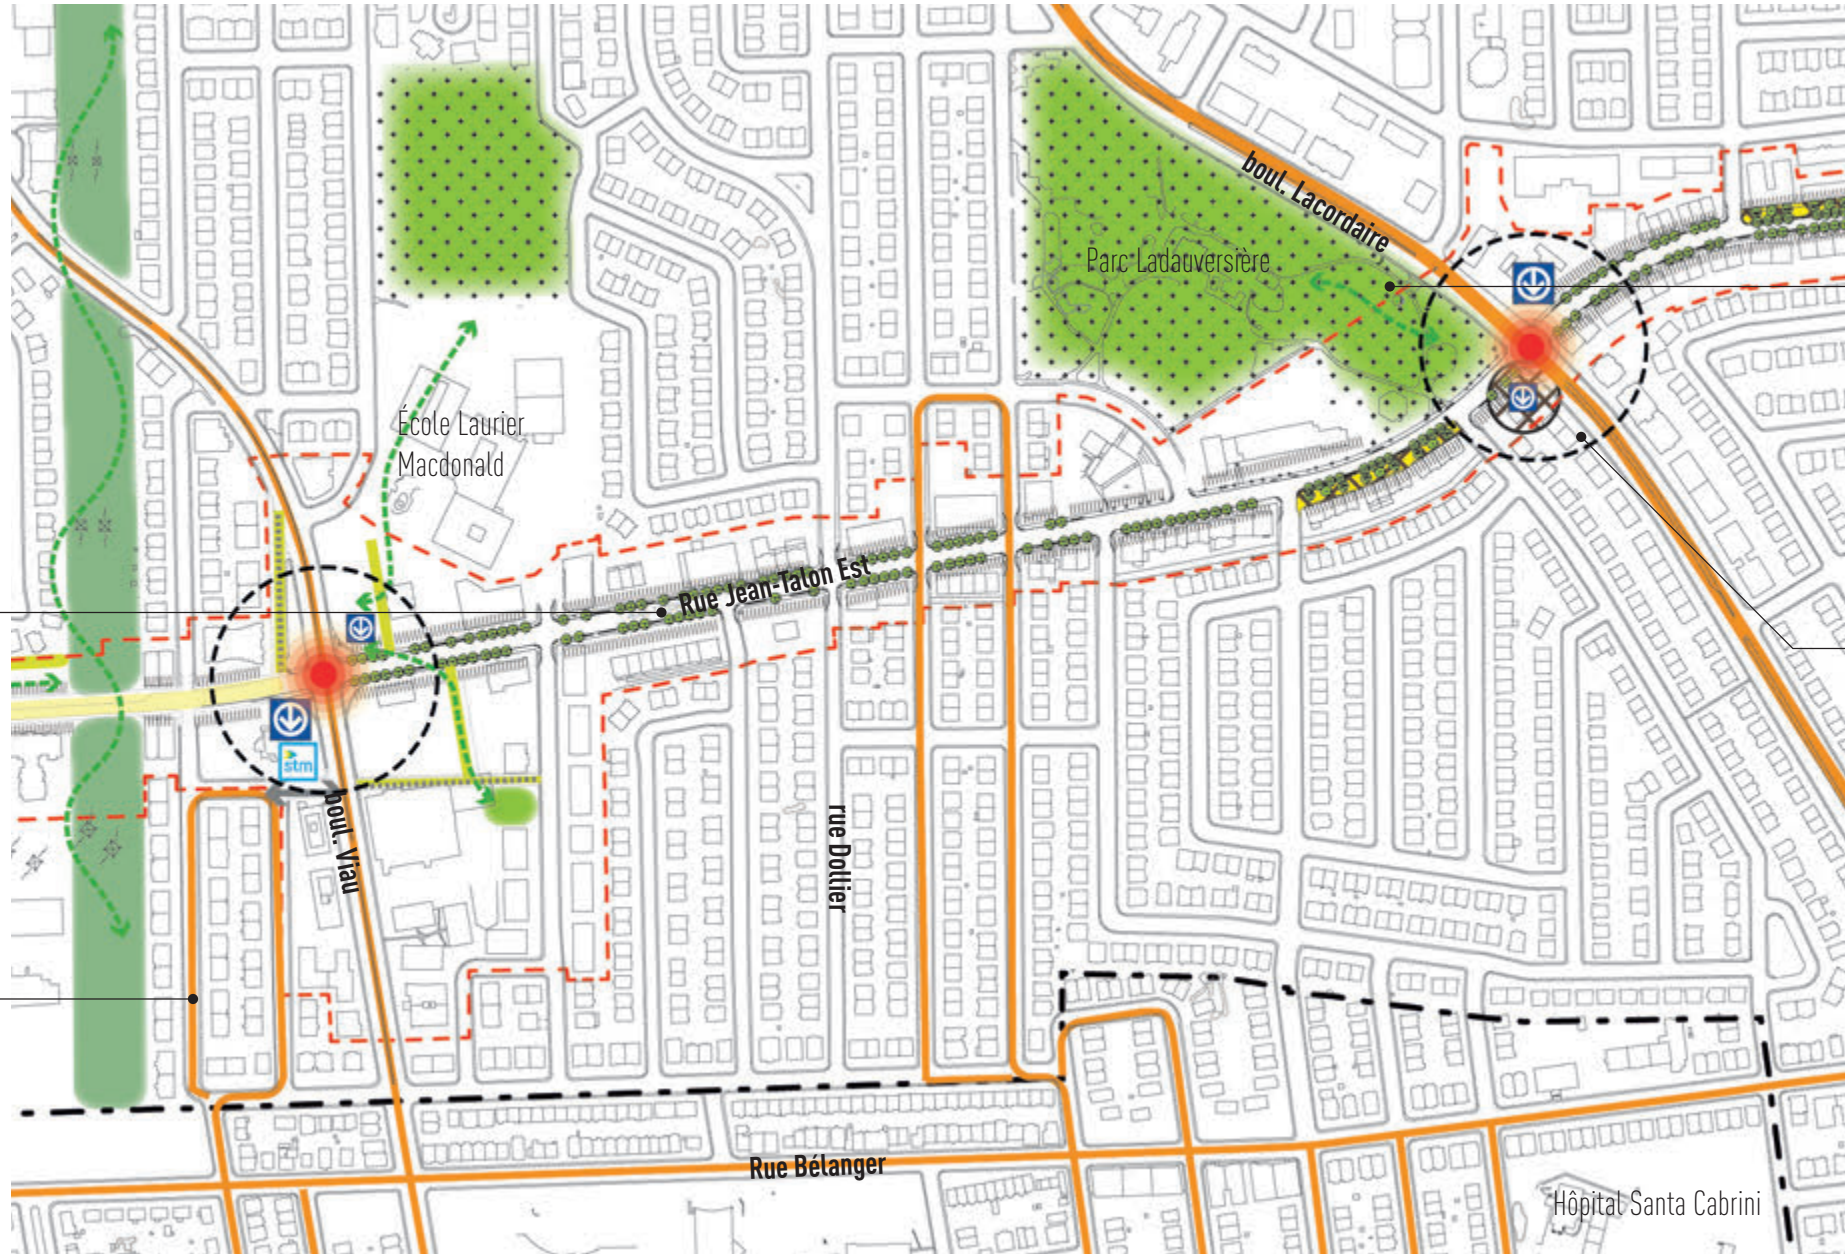 boul. Lacordaire
Parc Ladauversière
École Laurier
Macdonald
Rue Jean-Talon Est
stm
boul. Viau
rue Dollier
Rue Bélanger
Hôpital Santa Cabrini